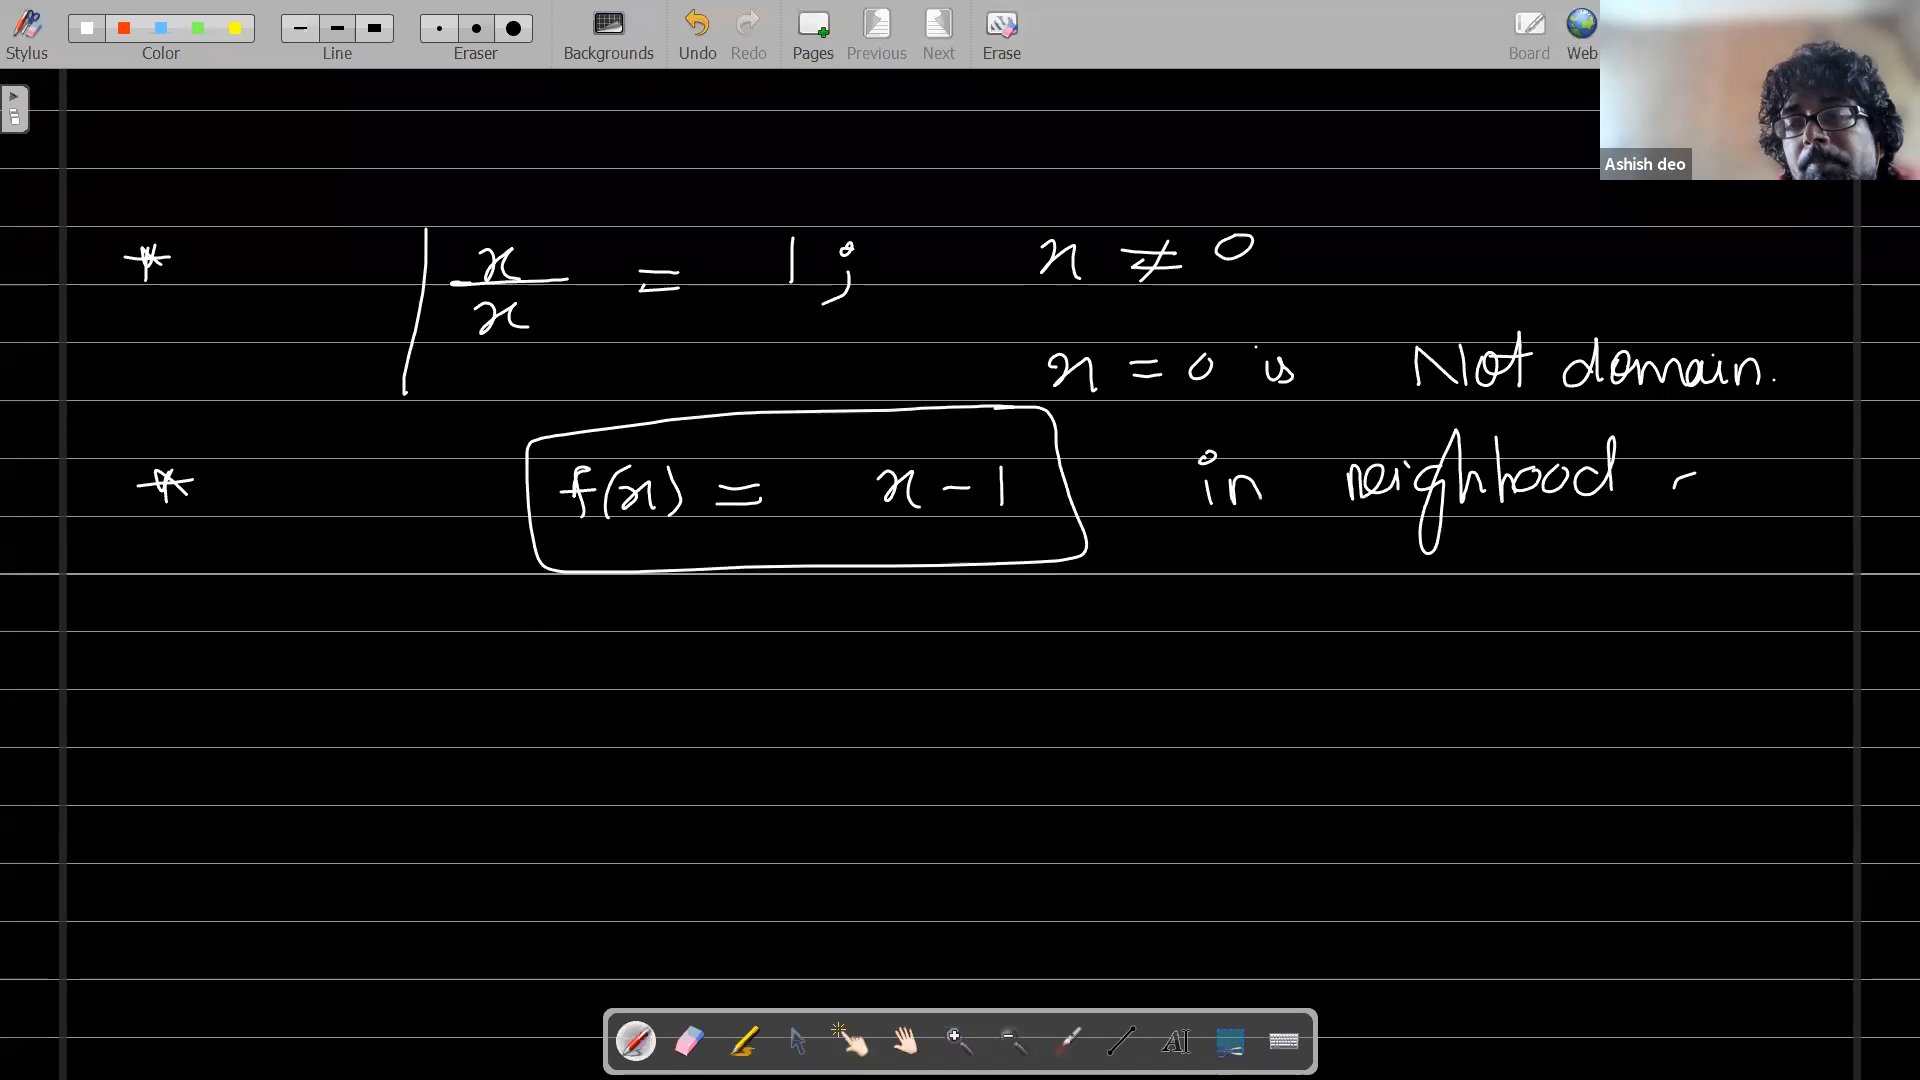 Stylus Color Line Eraser Backgrounds Undo Redo Pages Previous Next Erase Board Web
Ashish deo
* | x/x = 1 ; x ≠ 0
x = 0 is Not domain.
* f(x) = x - 1 in neighhood